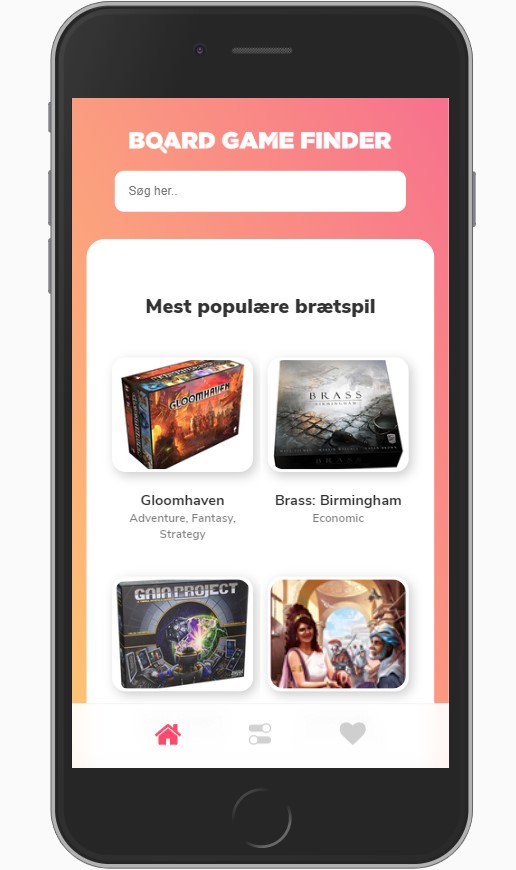 BOARD GAME FINDER
Søg her..
Mest populære brætspil
GLOOMHAVEN
BRASS
BIRMINGHAM
Gloomhaven
Brass: Birmingham
Adventure, Fantasy,
Economic
Strategy
GAIA PROJECT